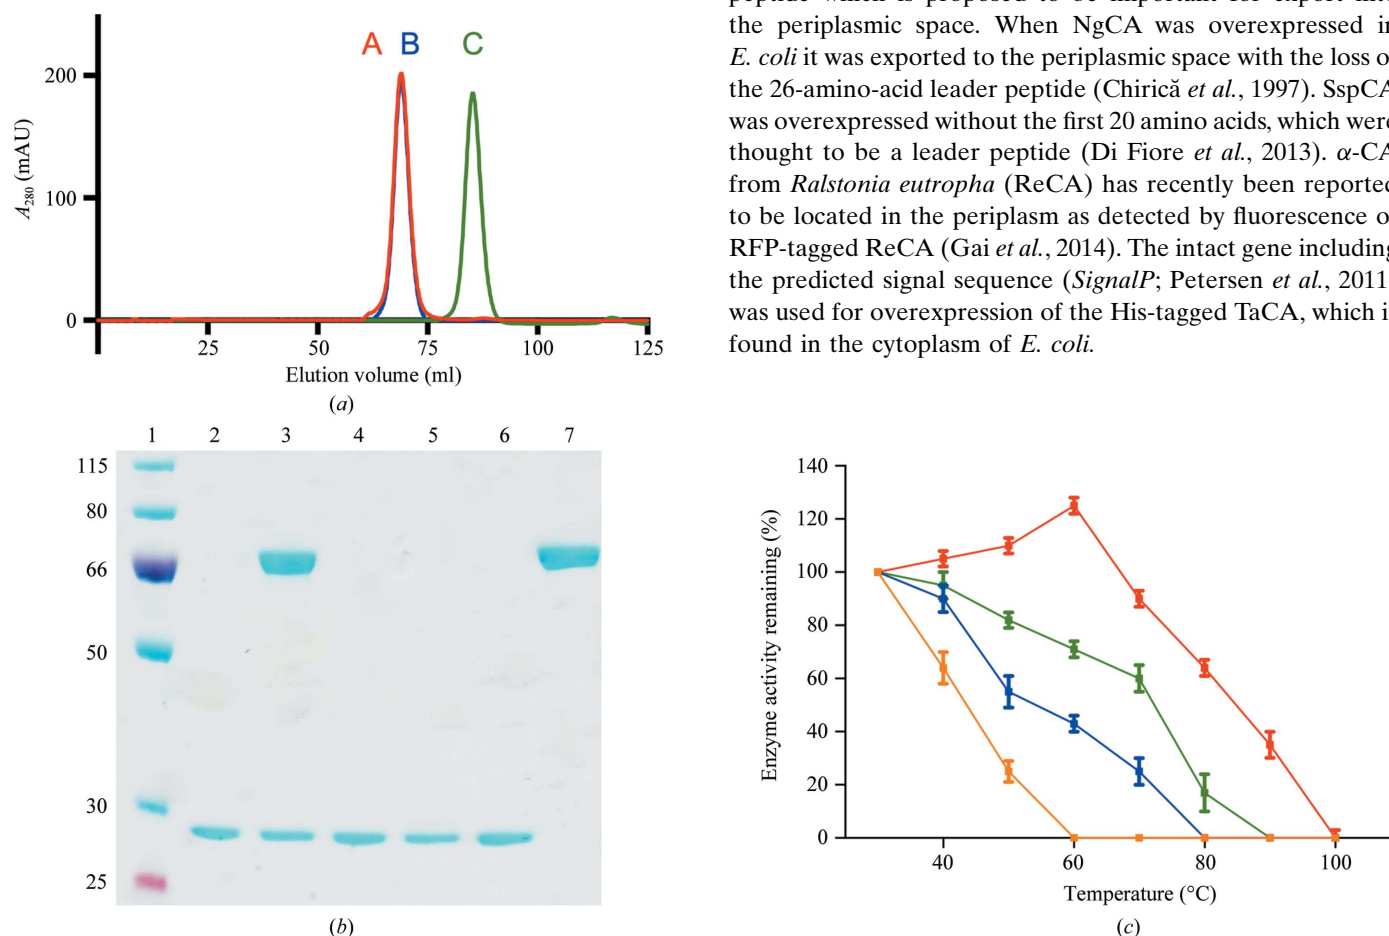 A B C
200
100
0
A280 (mAU)
25 50 75 100 125
Elution volume (ml)
(a)
peptide which is proposed to be important for export
the periplasmic space. When NgCA was overexpressed
E. coli it was exported to the periplasmic space with the loss
the 26-amino-acid leader peptide (Chirică et al., 1997). SspCA
was overexpressed without the first 20 amino acids, which were
thought to be a leader peptide (Di Fiore et al., 2013). α-CA
from Ralstonia eutropha (ReCA) has recently been reported
to be located in the periplasm as detected by fluorescence
RFP-tagged ReCA (Gai et al., 2014). The intact gene including
the predicted signal sequence (SignalP; Petersen et al., 2011
was used for overexpression of the His-tagged TaCA, which
found in the cytoplasm of E. coli.
1 2 3 4 5 6 7
115
80
66
50
30
25
(b)
140
120
100
80
60
40
20
0
Enzyme activity remaining (%)
40 60 80 100
Temperature (°C)
(c)